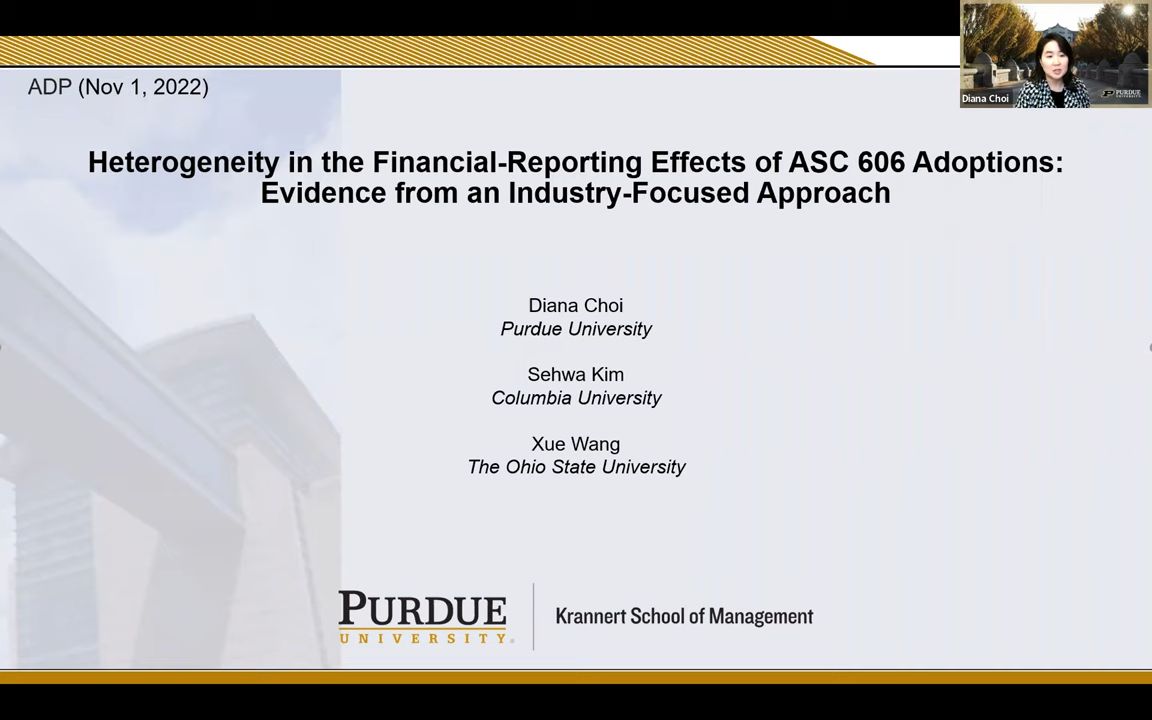 ADP (Nov 1, 2022)
Diana Choi
PURDUE
UNIVERSITY
Heterogeneity in the Financial-Reporting Effects of ASC 606 Adoptions:
Evidence from an Industry-Focused Approach
Diana Choi
Purdue University
Sehwa Kim
Columbia University
Xue Wang
The Ohio State University
PURDUE
UNIVERSITY
Krannert School of Management